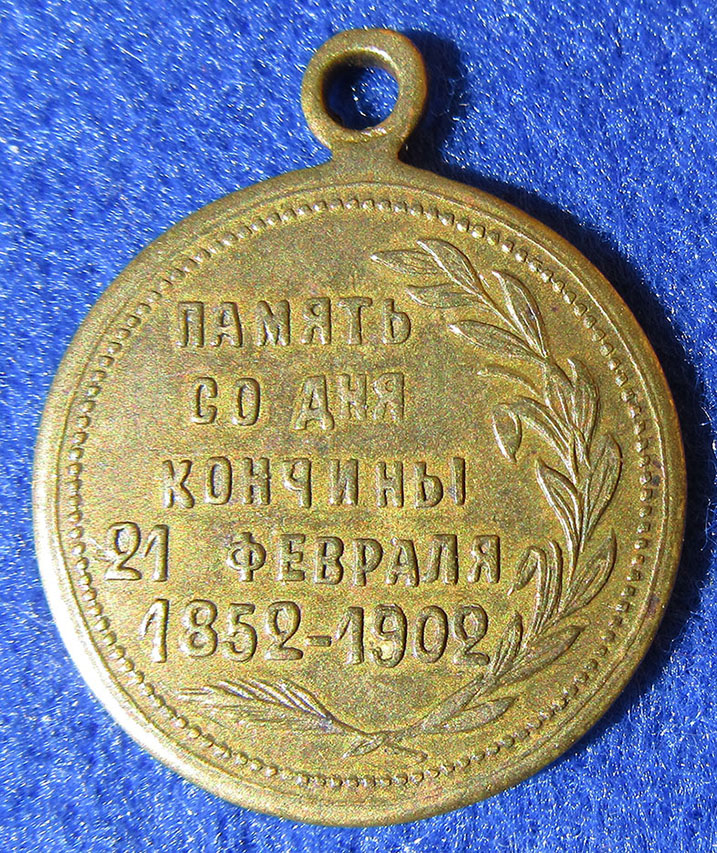 ПАМЯТЬ
СО ДНЯ
КОНЧИНЫ
21 ФЕВРАЛЯ
1852-1902